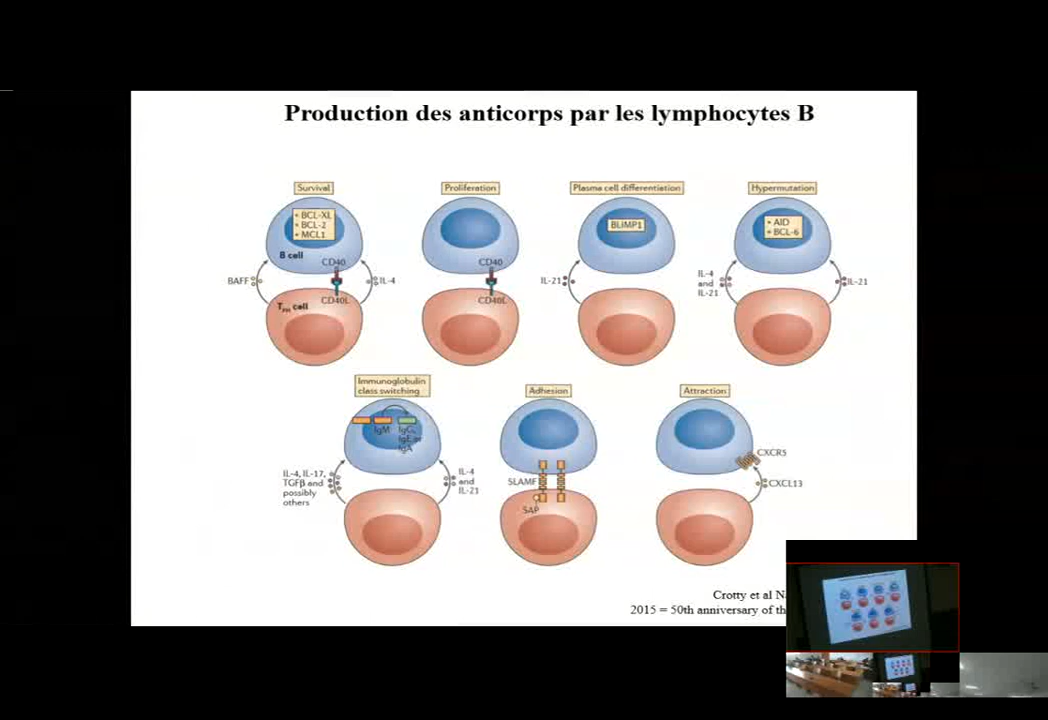 Production des anticorps par les lymphocytes B
Survival
• BCL-XL
• BCL-2
• MCL1
B cell
CD40
BAFF
IL-4
CD40L
TFH cell
Proliferation
CD40
CD40L
Plasma cell differentiation
BLIMP1
IL-21
Hypermutation
• AID
• BCL-6
IL-4
and
IL-21
IL-21
Immunoglobulin
class switching
IgM
IgG,
IgE or
IgA
IL-4, IL-17,
TGFβ and
possibly
others
IL-4
and
IL-21
Adhesion
SLAMF
SAP
Attraction
CXCR5
CXCL13
Crotty et al
2015 = 50th anniversary of